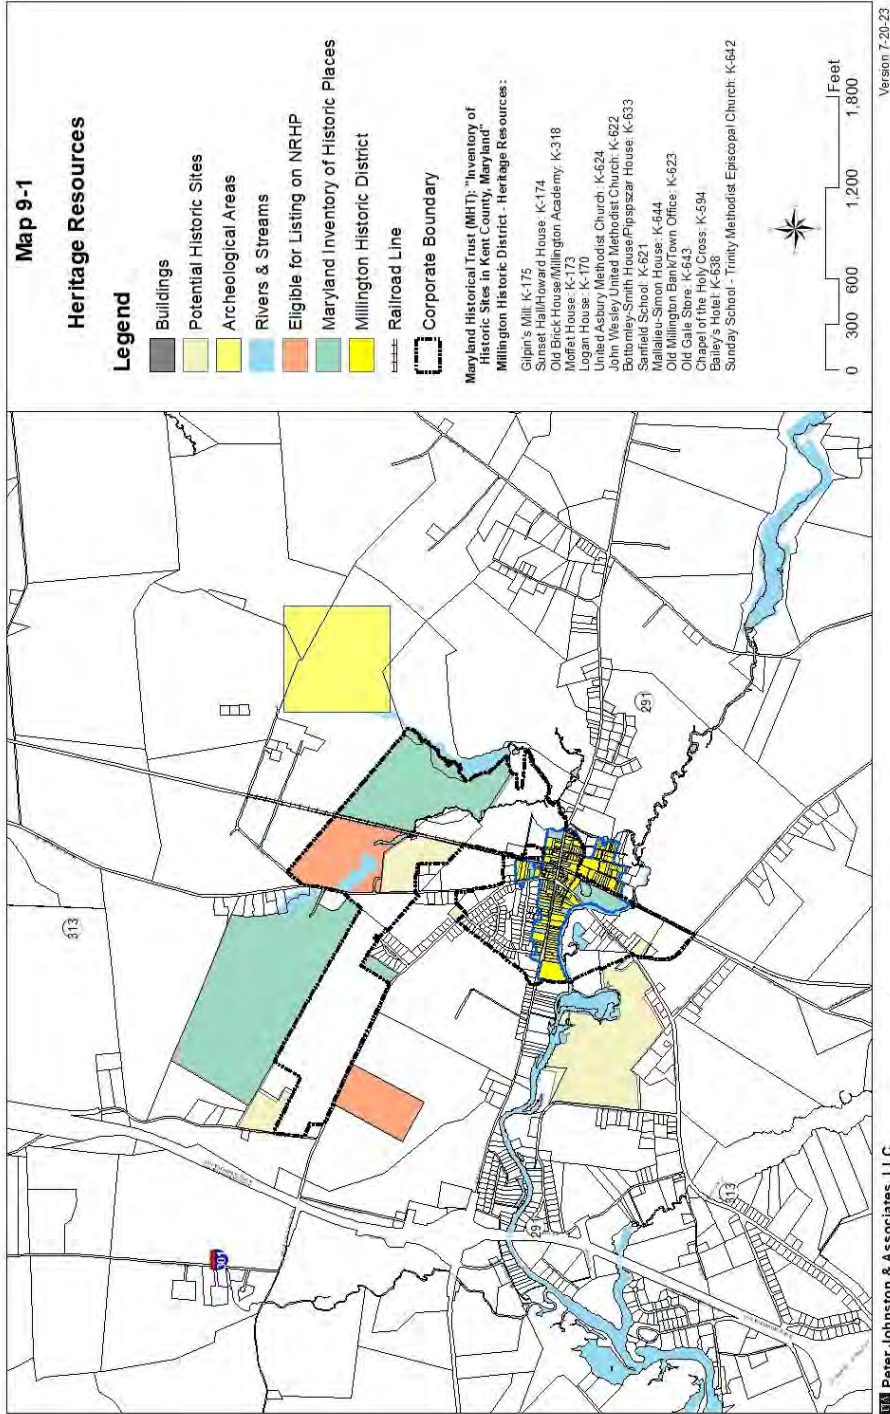 Map 9-1
Heritage Resources
Legend
Buildings
Potential Historic Sites
Archeological Areas
Rivers & Streams
Eligible for Listing on NRHP
Maryland Inventory of Historic Places
Millington Historic District
Railroad Line
Corporate Boundary
Maryland Historical Trust (MHT): "Inventory of
Historic Sites in Kent County, Maryland"
Millington Historic District - Heritage Resources:
Gilpin's Mill: K-175
Sunset Hall/Howard House: K-174
Old Brick House/Millington Academy: K-318
Moffet House: K-173
Logan House: K-170
United Asbury Methodist Church: K-624
John Wesley United Methodist Church: K-622
Bottomley-Smith House/Pipspszar House: K-633
Sarfield School: K-621
Mallalieu-Simon House: K-644
Old Millington Bank/Town Office: K-623
Old Gale Store: K-643
Chapel of the Holy Cross: K-594
Bailey's Hotel: K-638
Sunday School - Trinity Methodist Episcopal Church: K-642
0 300 600 1,200 1,800
Feet
313
301
291
291
313
Peter Johnston & Associates, LLC
Version 7-20-23